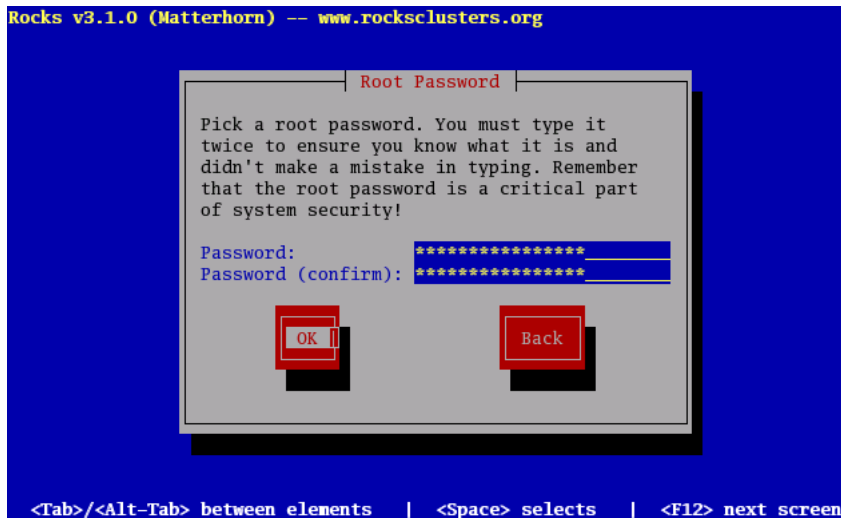 Rocks v3.1.0 (Matterhorn) -- www.rocksclusters.org
Root Password
Pick a root password. You must type it
twice to ensure you know what it is and
didn't make a mistake in typing. Remember
that the root password is a critical part
of system security!
Password: ****************________
Password (confirm): ****************________
OK Back
<Tab>/<Alt-Tab> between elements | <Space> selects | <F12> next screen